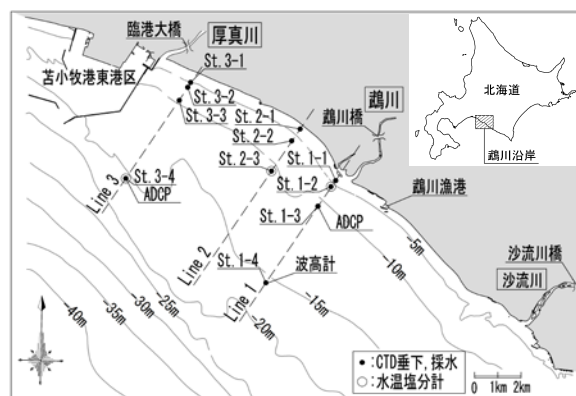 臨港大橋
厚真川
苫小牧港東港区
St. 3-1
St. 3-2
St. 3-3
St. 2-1
St. 2-2
鵡川橋
鵡川
北海道
鵡川沿岸
St. 2-3
St. 1-1
St. 1-2
St. 3-4
ADCP
Line 3
鵡川漁港
St. 1-3
ADCP
Line 2
St. 1-4
波高計
Line 1
沙流川橋
沙流川
-5m
-10m
-15m
-20m
-25m
-30m
-35m
-40m
●:CTD垂下,採水
○:水温塩分計
0 1km 2km